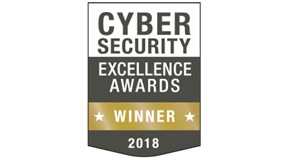 CYBER
SECURITY
EXCELLENCE
AWARDS
WINNER
2018